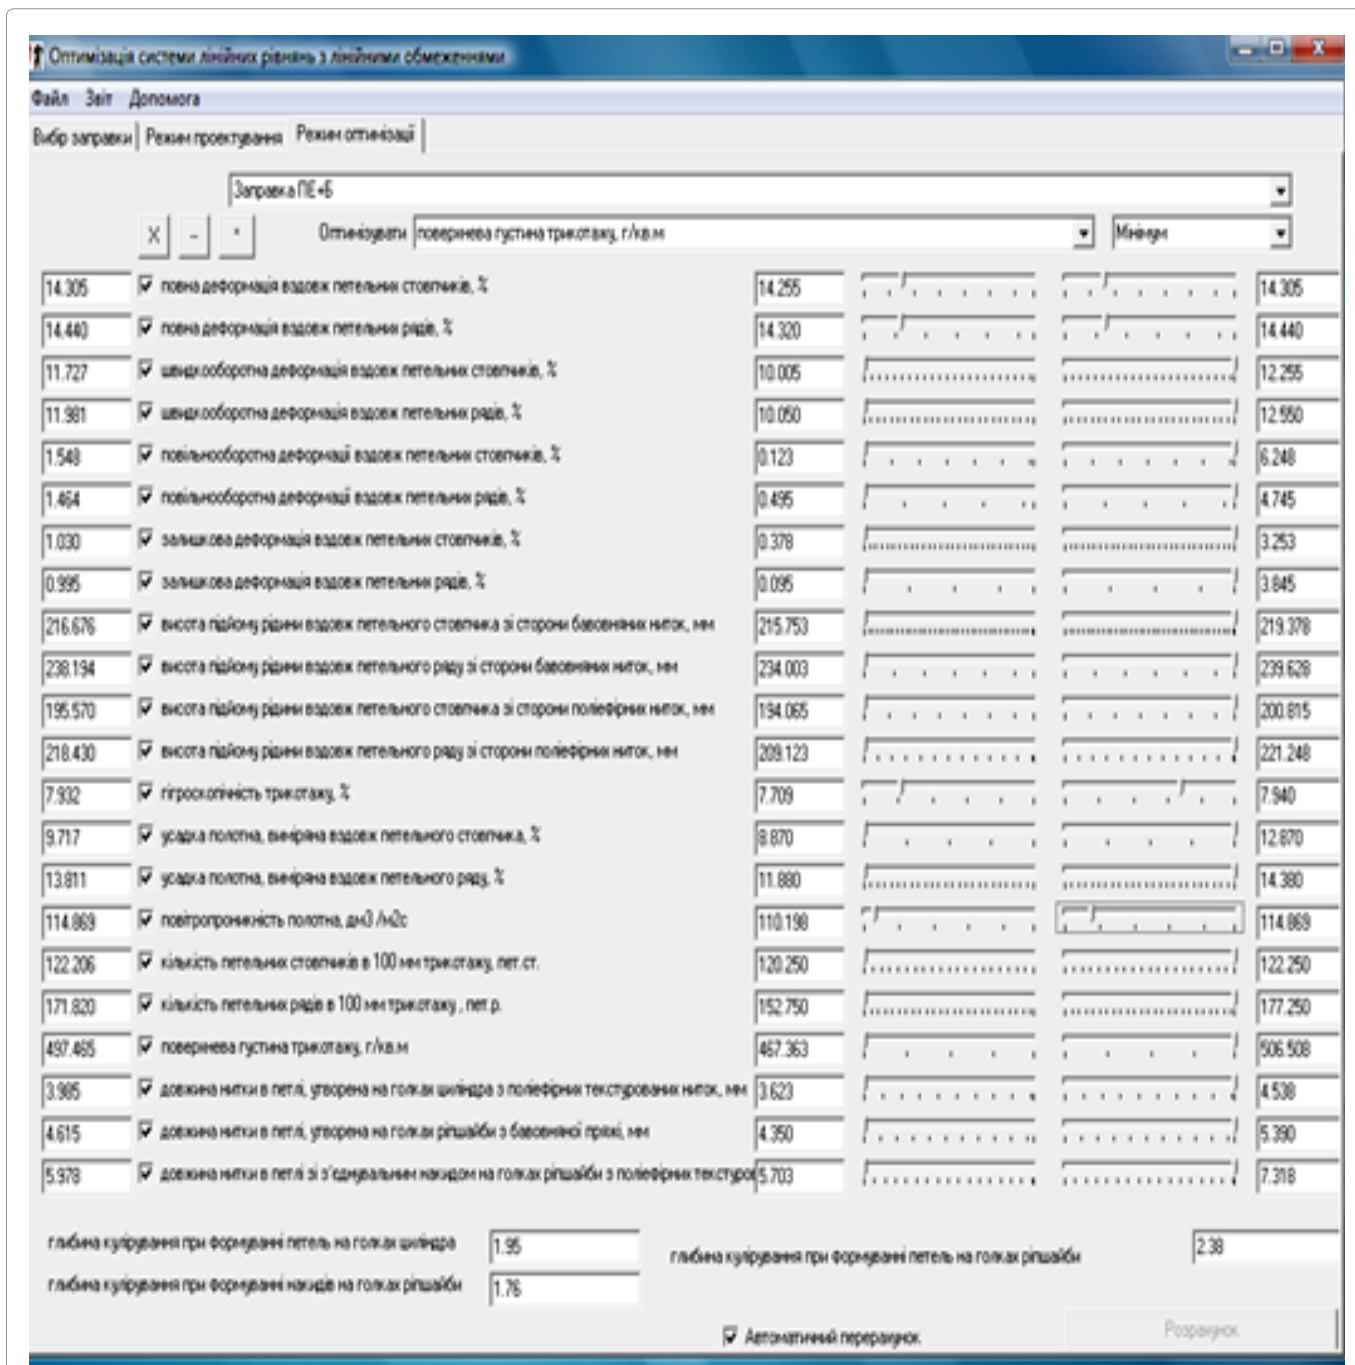 Оптимізація системи лінійних рівнянь з лінійними обмеженнями
Файл Звіт Допомога
Вибір заправки Режим проектування Режим оптимізації
Заправка ПЕ+Б
X - * Оптимізувати поверхнева густина трикотажу, г/кв.м Мінімум
14.305 повна деформація вздовж петельних стовпчиків, % 14.255 14.305
14.440 повна деформація вздовж петельних рядів, % 14.320 14.440
11.727 швидкооборотна деформація вздовж петельних стовпчиків, % 10.005 12.255
11.981 швидкооборотна деформація вздовж петельних рядів, % 10.050 12.550
1.548 повільнооборотна деформації вздовж петельних стовпчиків, % 0.123 6.248
1.464 повільнооборотна деформації вздовж петельних рядів, % 0.495 4.745
1.030 залишкова деформація вздовж петельних стовпчиків, % 0.378 3.253
0.995 залишкова деформація вздовж петельних рядів, % 0.095 3.845
216.676 висота підйому рідини вздовж петельного стовпчика зі сторони бавовняних ниток, мм 215.753 219.378
238.194 висота підйому рідини вздовж петельного ряду зі сторони бавовняних ниток, мм 234.003 239.628
195.570 висота підйому рідини вздовж петельного стовпчика зі сторони поліефірних ниток, мм 194.065 200.815
218.430 висота підйому рідини вздовж петельного ряду зі сторони поліефірних ниток, мм 209.123 221.248
7.932 гігроскопічність трикотажу, % 7.709 7.940
9.717 усадка полотна, виміряна вздовж петельного стовпчика, % 8.870 12.870
13.811 усадка полотна, виміряна вздовж петельного ряду, % 11.880 14.380
114.869 повітропроникність полотна, дм3 /м2с 110.198 114.869
122.206 кількість петельних стовпчиків в 100 мм трикотажу, пет.ст. 120.250 122.250
171.820 кількість петельних рядів в 100 мм трикотажу , пет.р. 152.750 177.250
497.465 поверхнева густина трикотажу, г/кв.м 467.363 506.508
3.985 довжина нитки в петлі, утворена на голках циліндра з поліефірних текстурованих ниток, мм 3.623 4.538
4.615 довжина нитки в петлі, утворена на голках ріпшайби з бавовняної пряжі, мм 4.350 5.390
5.978 довжина нитки в петлі зі з'єднувальним накидом на голках ріпшайби з поліефірних текстуро 5.703 7.318
глибина кулірування при формуванні петель на голках циліндра 1.95 глибина кулірування при формуванні петель на голках ріпшайби 2.38
глибина кулірування при формуванні накидів на голках ріпшайби 1.76
Автоматичний перерахунок Розрахунок